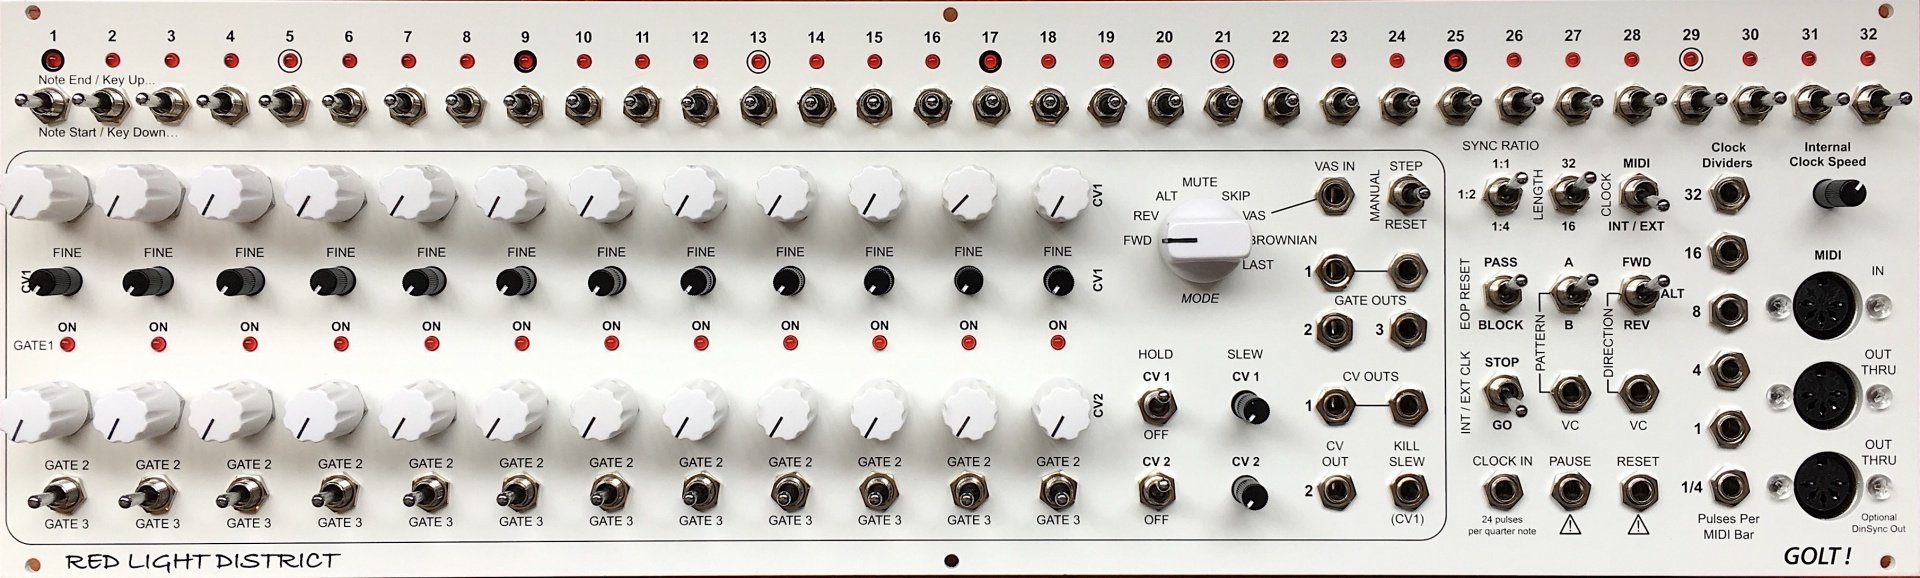 1 2 3 4 5 6 7 8 9 10 11 12 13 14 15 16 17 18 19 20 21 22 23 24 25 26 27 28 29 30 31 32
Note End / Key Up...
Note Start / Key Down...
CV1
FINE FINE FINE FINE FINE FINE FINE FINE FINE FINE FINE FINE
CV1 CV1
ON ON ON ON ON ON ON ON ON ON ON ON
GATE1
CV2
GATE 2 GATE 2 GATE 2 GATE 2 GATE 2 GATE 2 GATE 2 GATE 2 GATE 2 GATE 2 GATE 2 GATE 2
GATE 3 GATE 3 GATE 3 GATE 3 GATE 3 GATE 3 GATE 3 GATE 3 GATE 3 GATE 3 GATE 3 GATE 3
MUTE
ALT SKIP
REV VAS
FWD BROWNIAN
LAST
MODE
VAS IN
MANUAL
STEP
RESET
1
GATE OUTS
2 3
HOLD SLEW
CV 1 CV 1
OFF
CV 2 CV 2
OFF
CV OUTS
1
CV
OUT
2
KILL
SLEW
(CV1)
SYNC RATIO
1:1
1:2
1:4
LENGTH
32
16
CLOCK
MIDI
INT / EXT
EOP RESET
PASS
BLOCK
PATTERN
A
B
VC
DIRECTION
FWD
ALT
REV
VC
INT / EXT CLK
STOP
GO
CLOCK IN PAUSE RESET
24 pulses
per quarter note
Clock
Dividers
32
16
8
4
1
1/4
Pulses Per
MIDI Bar
Internal
Clock Speed
MIDI
IN
OUT
THRU
OUT
THRU
Optional
DinSync Out
RED LIGHT DISTRICT
GOLT!